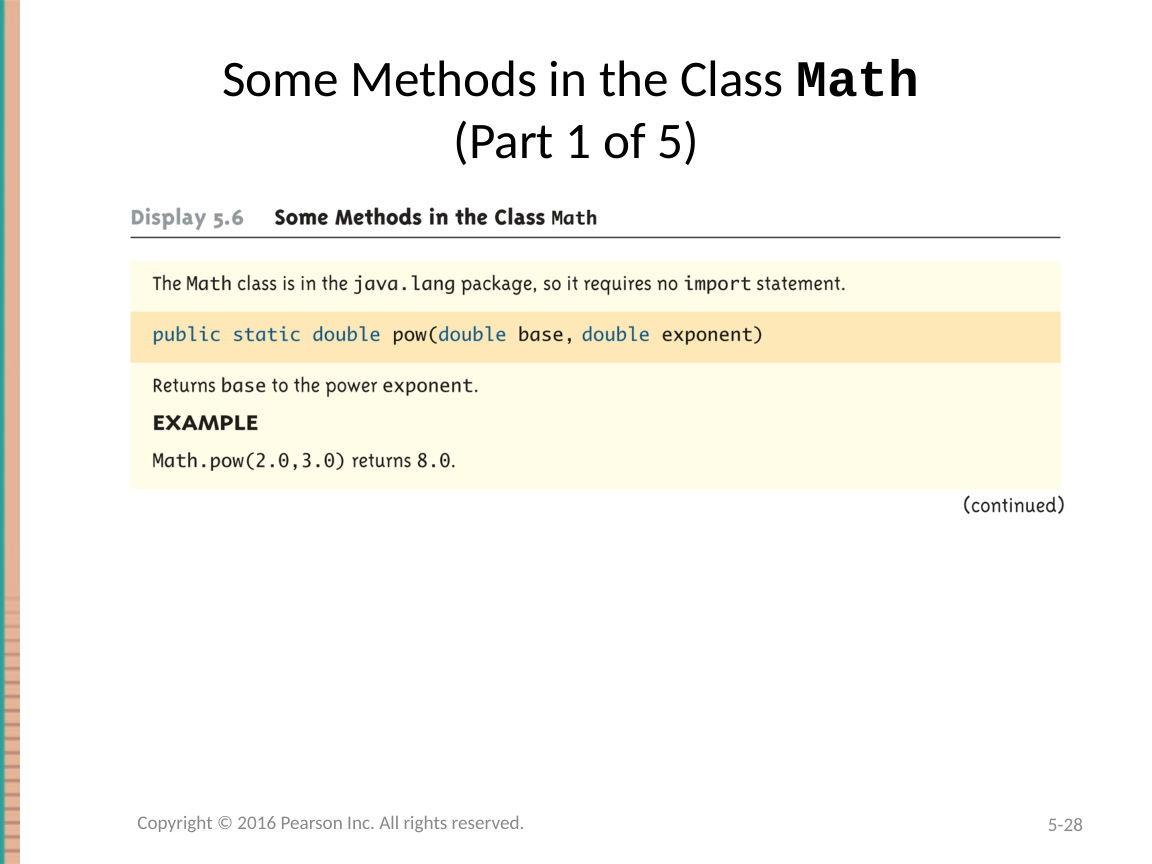 Some Methods in the Class Math
(Part 1 of 5)
Display 5.6 Some Methods in the Class Math
The Math class is in the java.lang package, so it requires no import statement.
public static double pow(double base, double exponent)
Returns base to the power exponent.
EXAMPLE
Math.pow(2.0,3.0) returns 8.0.
(continued)
Copyright © 2016 Pearson Inc. All rights reserved.
5-28